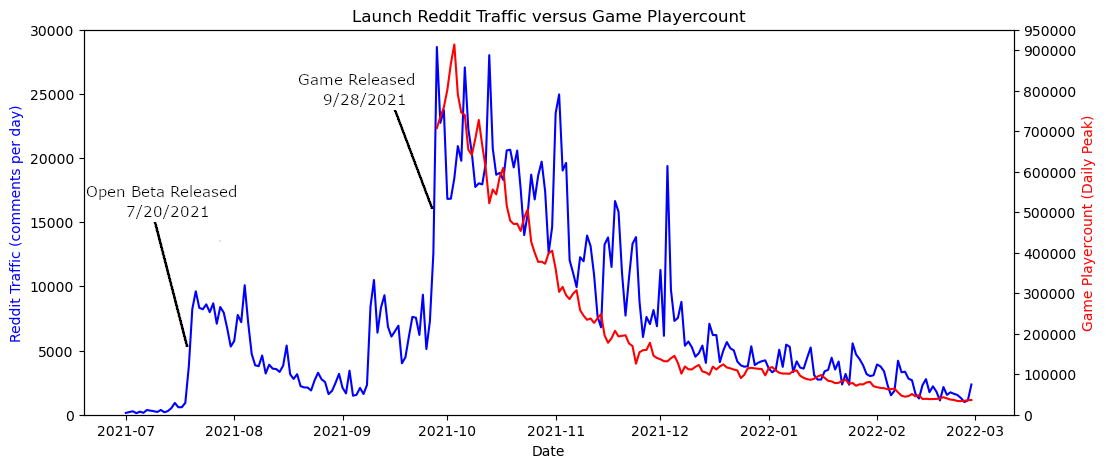 Launch Reddit Traffic versus Game Playercount
30000
25000
20000
15000
10000
5000
0
Reddit Traffic (comments per day)
Game Released
9/28/2021
Open Beta Released
7/20/2021
950000
900000
800000
700000
600000
500000
400000
300000
200000
100000
0
Game Playercount (Daily Peak)
2021-07 2021-08 2021-09 2021-10 2021-11 2021-12 2022-01 2022-02 2022-03
Date